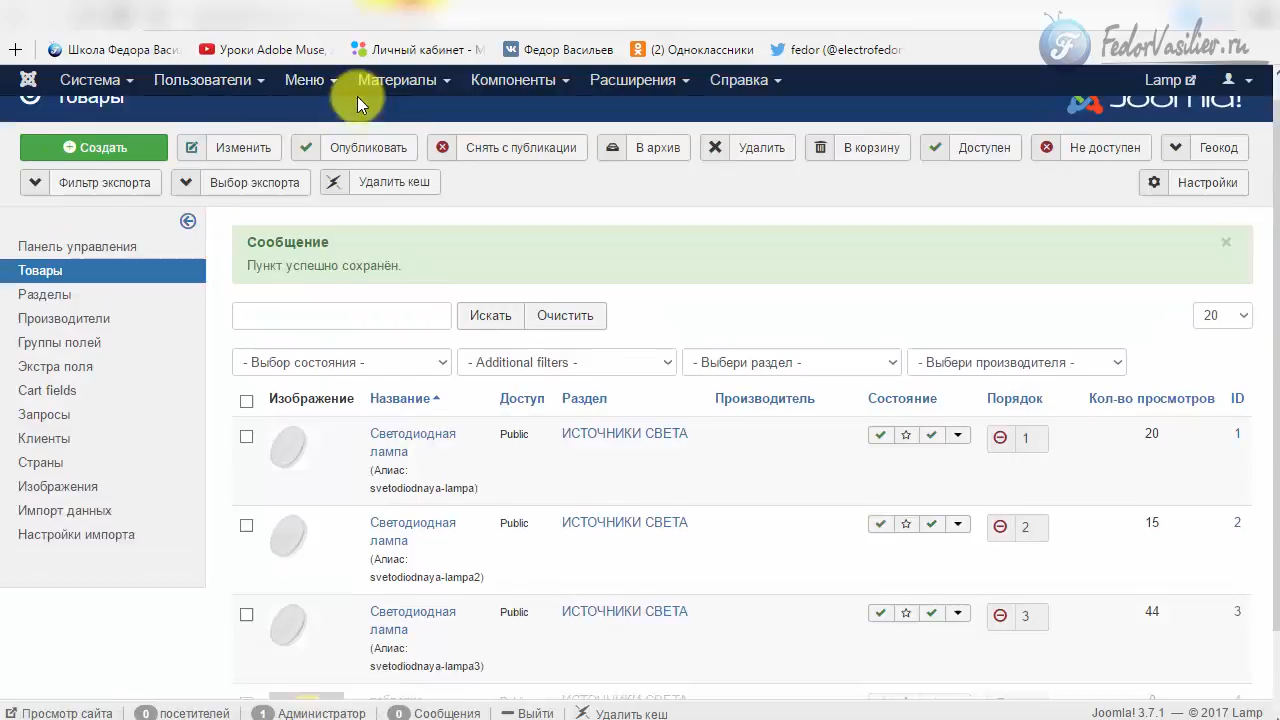 Школа Федора Васи
Уроки Adobe Muse,
Личный кабинет - М
Федор Васильев
(2) Одноклассники
fedor (@electrofedor
FedorVasiliev.ru
Система
Пользователи
Меню
Материалы
Компоненты
Расширения
Справка
Lamp
Товары
Joomla!
Создать
Изменить
Опубликовать
Снять с публикации
В архив
Удалить
В корзину
Доступен
Не доступен
Геокод
Фильтр экспорта
Выбор экспорта
Удалить кеш
Настройки
Панель управления
Товары
Разделы
Производители
Группы полей
Экстра поля
Cart fields
Запросы
Клиенты
Страны
Изображения
Импорт данных
Настройки импорта
Сообщение
Пункт успешно сохранён.
Искать
Очистить
20
- Выбор состояния -
- Additional filters -
- Выбери раздел -
- Выбери производителя -
Изображение
Название
Доступ
Раздел
Производитель
Состояние
Порядок
Кол-во просмотров
ID
Светодиодная
лампа
(Алиас:
svetodiodnaya-lampa)
Public
ИСТОЧНИКИ СВЕТА
1
20
1
Светодиодная
лампа
(Алиас:
svetodiodnaya-lampa2)
Public
ИСТОЧНИКИ СВЕТА
2
15
2
Светодиодная
лампа
(Алиас:
svetodiodnaya-lampa3)
Public
ИСТОЧНИКИ СВЕТА
3
44
3
ИСТОЧНИКИ СВЕТА
Просмотр сайта
0 посетителей
1 Администратор
0 Сообщения
Выйти
Удалить кеш
Joomla! 3.7.1 — © 2017 Lamp